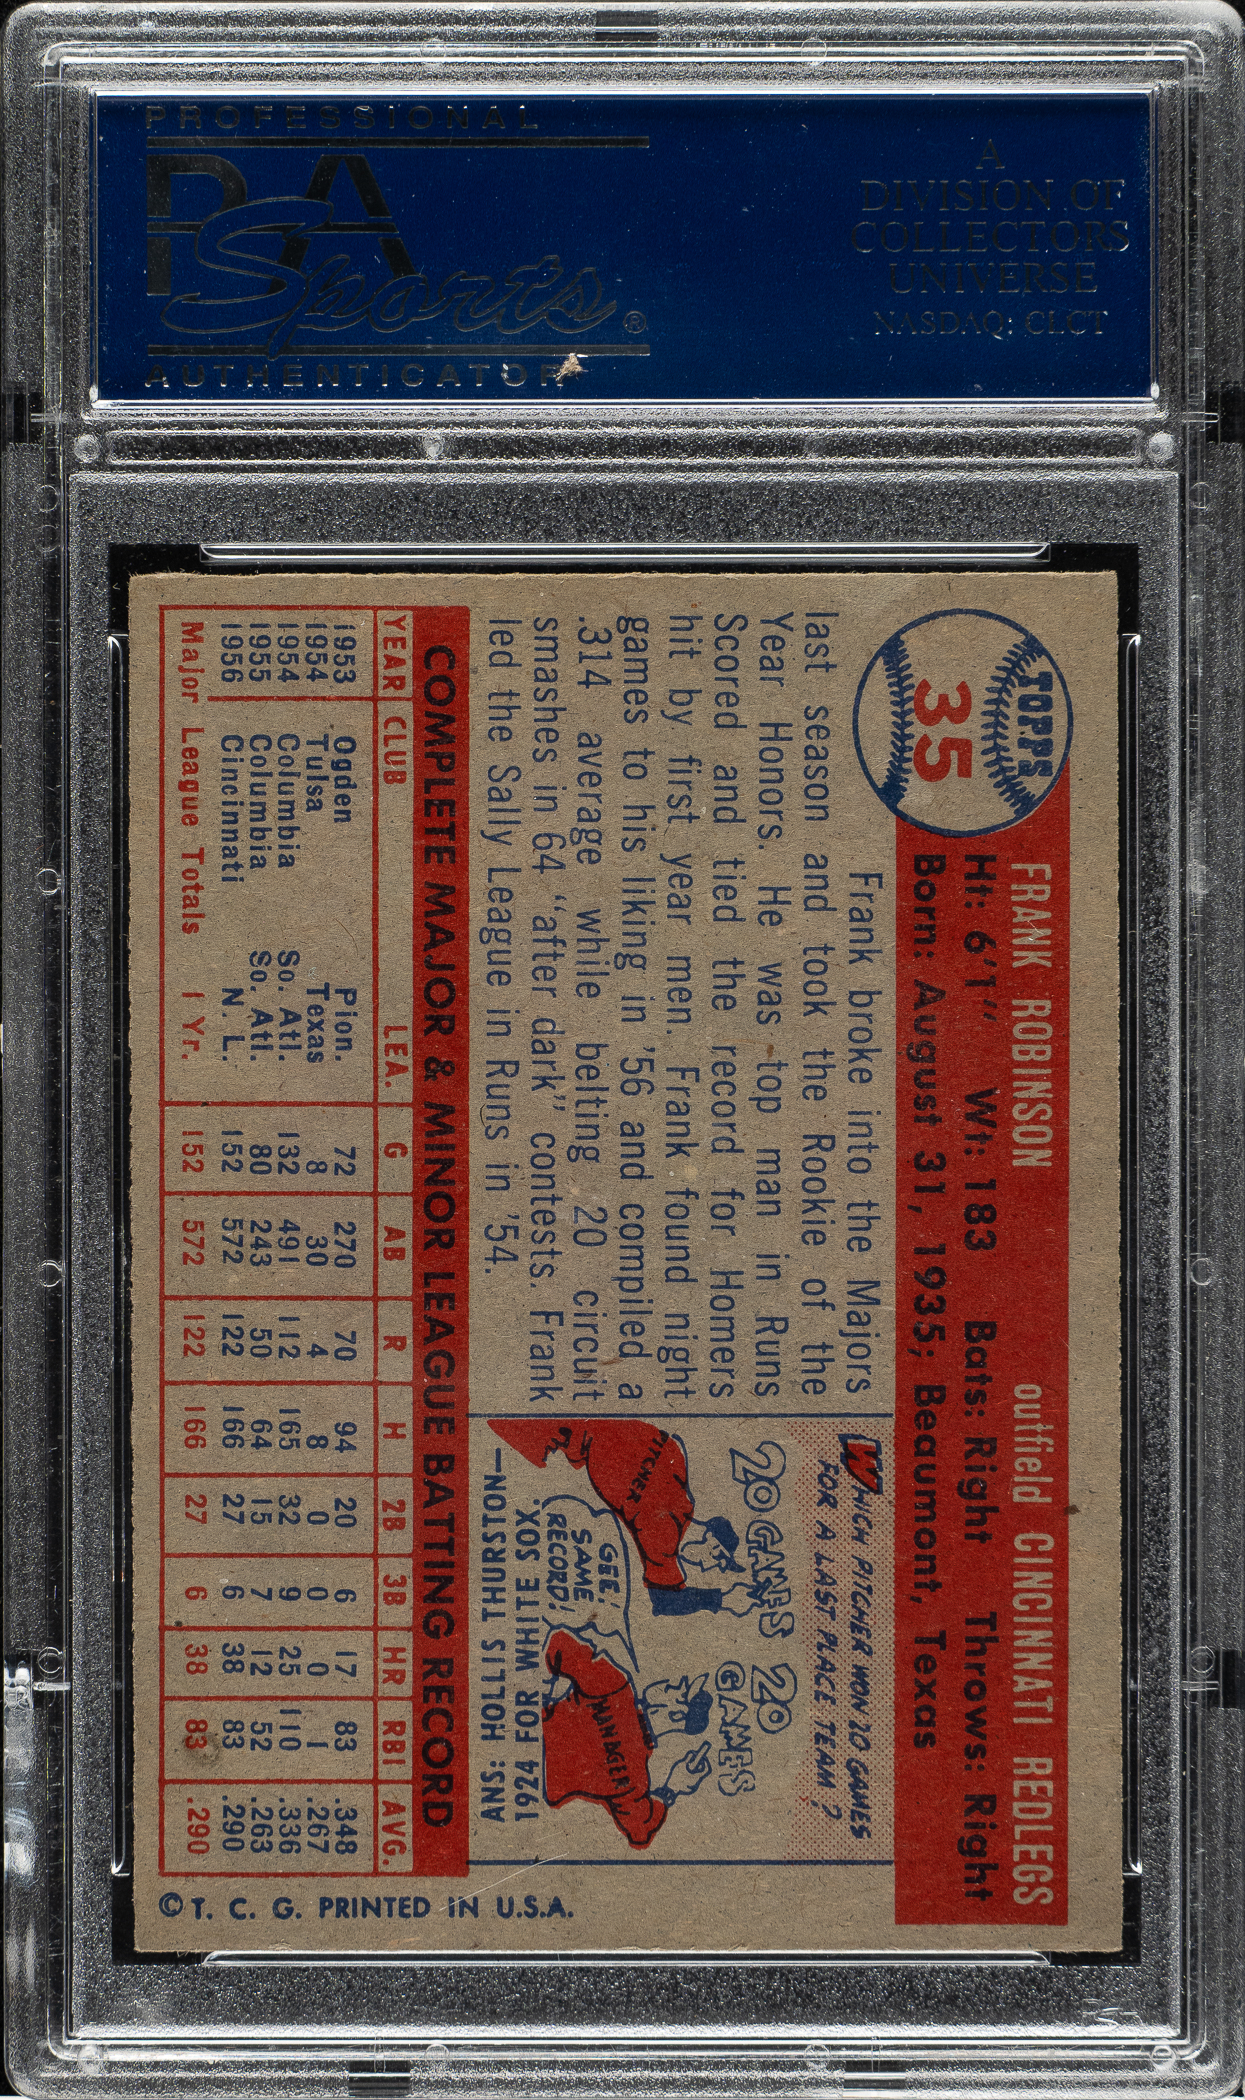 PROFESSIONAL
PSA
Sports®
AUTHENTICATOR
A
DIVISION OF
COLLECTORS
UNIVERSE
NASDAQ: CLCT
TOPPS
35
FRANK ROBINSON outfield CINCINNATI REDLEGS
Ht: 6'1" Wt: 183 Bats: Right Throws: Right
Born: August 31, 1935; Beaumont, Texas
Frank broke into the Majors
last season and took the Rookie of the
Year Honors. He was top man in Runs
Scored and tied the record for Homers
hit by first year men. Frank found night
games to his liking in '56 and compiled a
.314 average while belting 20 circuit
smashes in 64 "after dark" contests. Frank
led the Sally League in Runs in '54.
WHICH PITCHER WON 20 GAMES
FOR A LAST PLACE TEAM?
20 GAMES
20 GAMES
PITCHER
GEE!
SAME
RECORD!
MANAGER
ANS: HOLLIS THURSTON—
1924 FOR WHITE SOX.
COMPLETE MAJOR & MINOR LEAGUE BATTING RECORD
YEAR CLUB LEA. G AB R H 2B 3B HR RBI AVG.
1953 Ogden Pion. 72 270 70 94 20 6 17 83 .348
1954 Tulsa Texas 8 30 4 8 0 0 0 1 .267
1954 Columbia So. Atl. 132 491 112 165 32 9 25 110 .336
1955 Columbia So. Atl. 80 243 50 64 15 7 12 52 .263
1956 Cincinnati N. L. 152 572 122 166 27 6 38 83 .290
Major League Totals 1 Yr. 152 572 122 166 27 6 38 83 .290
© T. C. G. PRINTED IN U.S.A.